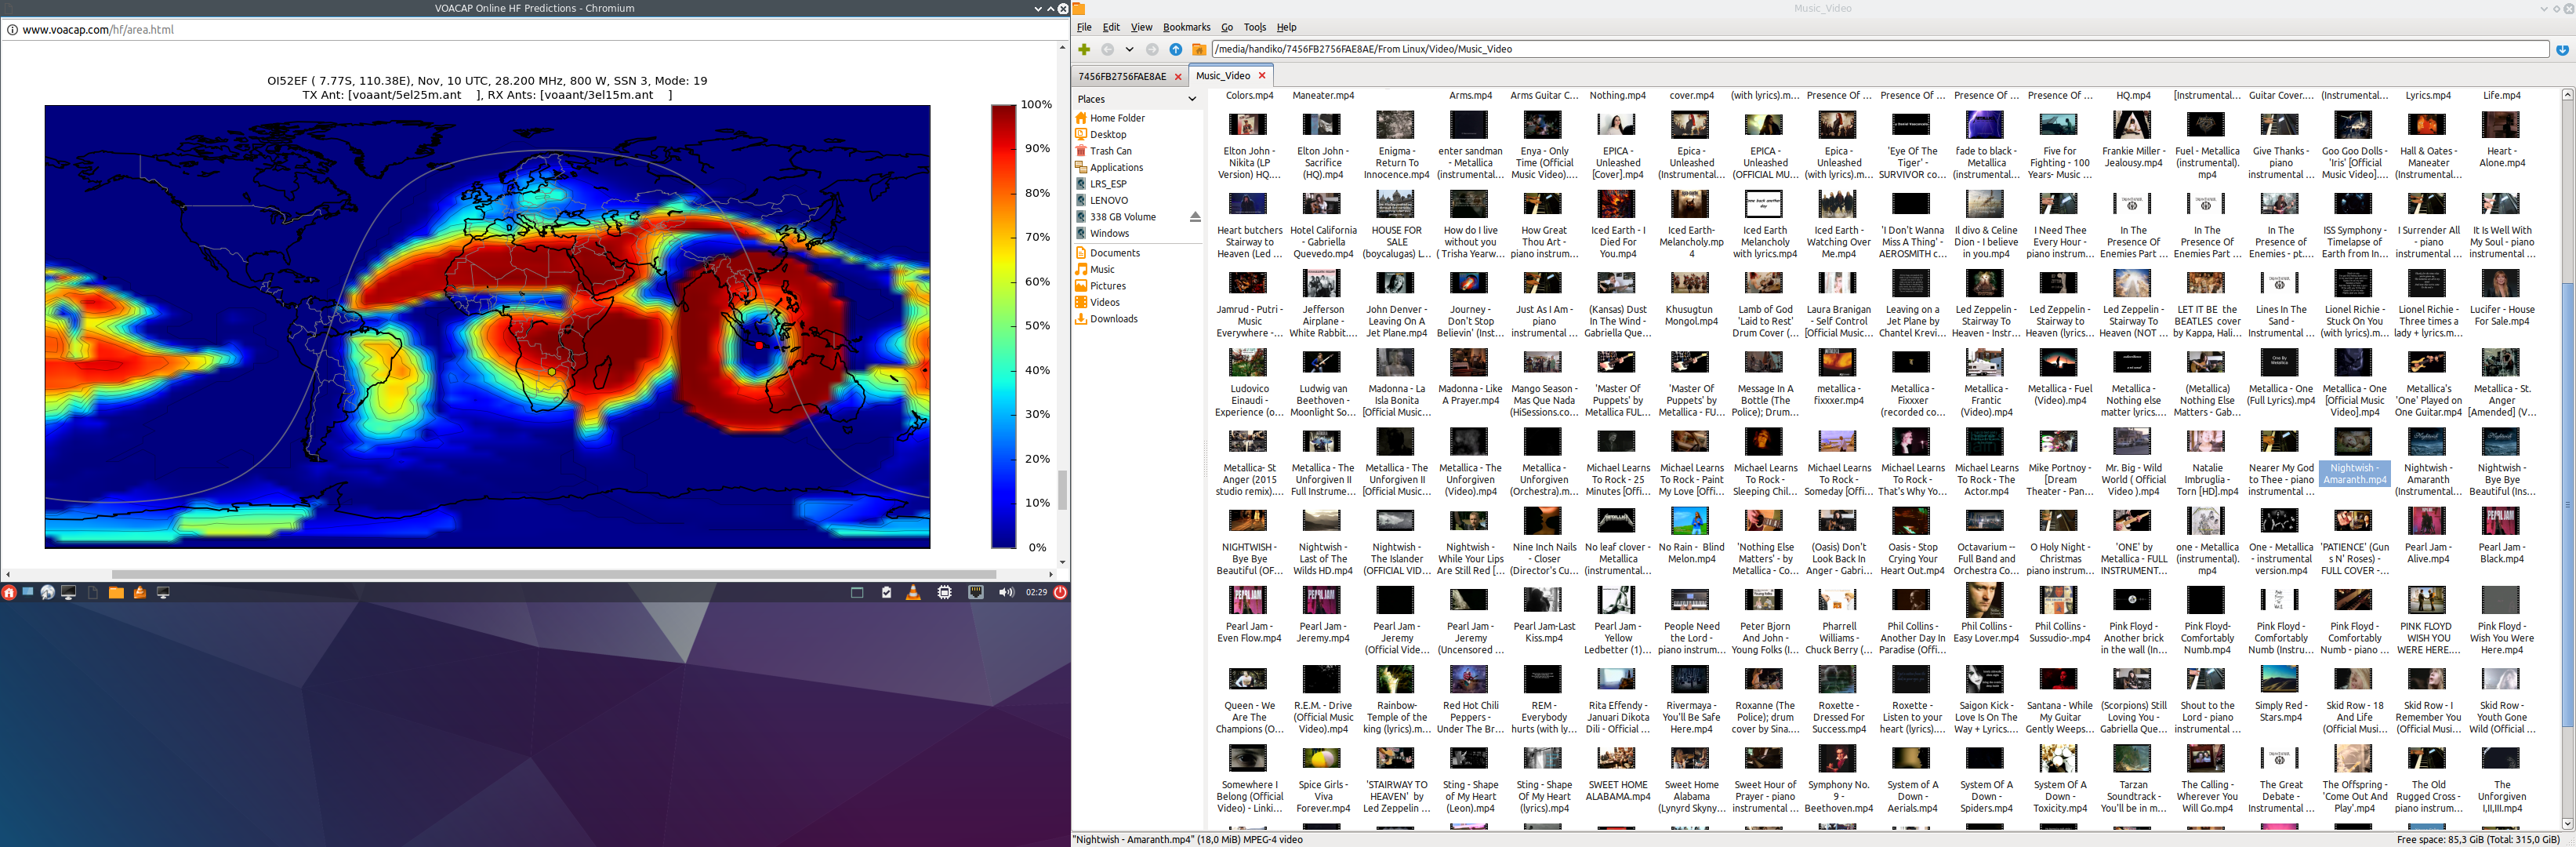 VOACAP Online HF Predictions - Chromium
www.voacap.com/hf/area.html
OI52EF ( 7.77S, 110.38E), Nov, 10 UTC, 28.200 MHz, 800 W, SSN 3, Mode: 19
TX Ant: [voaant/5el25m.ant ], RX Ants: [voaant/3el15m.ant ]
100%
90%
80%
70%
60%
50%
40%
30%
20%
10%
0%
02:29
Music_Video
File Edit View Bookmarks Go Tools Help
/media/handiko/7456FB2756FAE8AE/From Linux/Video/Music_Video
7456FB2756FAE8AE
Music_Video
Places
Home Folder
Desktop
Trash Can
Applications
LRS_ESP
LENOVO
338 GB Volume
Windows
Documents
Music
Pictures
Videos
Downloads
Colors.mp4 Maneater.mp4 Arms.mp4 Arms Guitar C... Nothing.mp4 cover.mp4 (with lyrics).m... Presence Of ... Presence Of ... Presence Of ... Presence Of ... HQ.mp4 [Instrumental... Guitar Cover.... (Instrumental... Lyrics.mp4 Life.mp4
Elton John - Elton John - Enigma - enter sandman Enya - Only EPICA - Epica - EPICA - Epica - 'Eye Of The fade to black - Five for Frankie Miller - Fuel - Metallica Give Thanks - Goo Goo Dolls - Hall & Oates - Heart -
Nikita (LP Sacrifice Return To - Metallica Time (Official Unleashed Unleashed Unleashed Unleashed Tiger' - Metallica Fighting - 100 Jealousy.mp4 (instrumental). piano 'Iris' [Official Maneater Alone.mp4
Version) HQ.... (HQ).mp4 Innocence.mp4 (instrumental... Music Video).... [Cover].mp4 (Instrumental... (OFFICIAL MU... (with lyrics).m... SURVIVOR co... (instrumental... Years- Music ... mp4 instrumental ... Music Video].... (Instrumental...
Heart butchers Hotel California HOUSE FOR How do I live How Great Iced Earth - I Iced Earth- Iced Earth Iced Earth - 'I Don't Wanna Il divo & Celine I Need Thee In The In The In The ISS Symphony - I Surrender All It Is Well With
Stairway to - Gabriella SALE without you Thou Art - Died For Melancholy.mp Melancholy Watching Over Miss A Thing' - Dion - I believe Every Hour - Presence Of Presence Of Presence of Timelapse of - piano My Soul - piano
Heaven (Led ... Quevedo.mp4 (boycalugas) L... ( Trisha Yearw... piano instrum... You.mp4 4 with lyrics.mp4 Me.mp4 AEROSMITH c... in you.mp4 piano instrum... Enemies Part ... Enemies Part ... Enemies - pt.... Earth from In... instrumental ... instrumental ...
Jamrud - Putri - Jefferson John Denver - Journey - Just As I Am - (Kansas) Dust Khusugtun Lamb of God Laura Branigan Leaving on a Led Zeppelin - Led Zeppelin - Led Zeppelin - LET IT BE the Lines In The Lionel Richie - Lionel Richie - Lucifer - House
Music Airplane - Leaving On A Don't Stop piano In The Wind - Mongol.mp4 'Laid to Rest' - Self Control Jet Plane by Stairway To Stairway to Stairway To BEATLES cover Sand - Stuck On You Three times a For Sale.mp4
Everywhere -... White Rabbit.... Jet Plane.mp4 Believin' (Inst... instrumental ... Gabriella Que... Drum Cover (... [Official Music... Chantel Krevi... Heaven - Instr... Heaven (lyrics... Heaven (NOT ... by Kappa, Hali... Instrumental ... (with lyrics).m... lady + lyrics.m...
Ludovico Ludwig van Madonna - La Madonna - Like Mango Season - 'Master Of 'Master Of Message In A metallica - Metallica - Metallica - Metallica - Fuel Metallica - (Metallica) Metallica - One Metallica - One Metallica's Metallica - St.
Einaudi - Beethoven - Isla Bonita A Prayer.mp4 Mas Que Nada Puppets' by Puppets' by Bottle (The fixxxer.mp4 Fixxxer Frantic (Video).mp4 Nothing else Nothing Else (Full Lyrics).mp4 [Official Music 'One' Played on Anger
Experience (o... Moonlight So... [Official Music... (HiSessions.co... Metallica FUL... Metallica - FU... Police); Drum... (recorded co... (Video).mp4 matter lyrics.... Matters - Gab... Video].mp4 One Guitar.mp4 [Amended] (V...
Metallica- St Metallica - The Metallica - The Metallica - The Metallica - Michael Learns Michael Learns Michael Learns Michael Learns Michael Learns Michael Learns Mike Portnoy - Mr. Big - Wild Natalie Nearer My God Nightwish - Nightwish - Nightwish -
Anger (2015 Unforgiven II Unforgiven II Unforgiven Unforgiven To Rock - 25 To Rock - Paint To Rock - To Rock - To Rock - To Rock - The [Dream World ( Official Imbruglia - to Thee - piano Amaranth.mp4 Amaranth Bye Bye
studio remix).... Full Instrume... [Official Music... (Video).mp4 (Orchestra).m... Minutes [Offi... My Love [Offi... Sleeping Chil... Someday [Offi... That's Why Yo... Actor.mp4 Theater - Pan... Video ).mp4 Torn [HD].mp4 instrumental ... (Instrumental... Beautiful (Ins...
NIGHTWISH - Nightwish - Nightwish - Nightwish - Nine Inch Nails No leaf clover - No Rain - Blind 'Nothing Else (Oasis) Don't Oasis - Stop Octavarium -- O Holy Night - 'ONE' by one - Metallica One - Metallica 'PATIENCE' (Gun Pearl Jam - Pearl Jam -
Bye Bye Last of The The Islander While Your Lips - Closer Metallica Melon.mp4 Matters' - by Look Back In Crying Your Full Band and Christmas Metallica - FULL (instrumental). - instrumental s N' Roses) - Alive.mp4 Black.mp4
Beautiful (OF... Wilds HD.mp4 (OFFICIAL VID... Are Still Red [... (Director's Cu... (instrumental... Metallica - Co... Anger - Gabri... Heart Out.mp4 Orchestra Co... piano instrum... INSTRUMENT... mp4 version.mp4 FULL COVER -...
Pearl Jam - Pearl Jam - Pearl Jam - Pearl Jam - Pearl Jam-Last Pearl Jam - People Need Peter Bjorn Pharrell Phil Collins - Phil Collins - Phil Collins - Pink Floyd - Pink Floyd- Pink Floyd - Pink Floyd - PINK FLOYD Pink Floyd -
Even Flow.mp4 Jeremy.mp4 Jeremy Jeremy Kiss.mp4 Yellow the Lord - And John - Williams - Another Day In Easy Lover.mp4 Sussudio-.mp4 Another brick Comfortably Comfortably Comfortably WISH YOU Wish You Were
(Official Vide... (Uncensored ... Ledbetter (1).... piano instrum... Young Folks (I... Chuck Berry (... Paradise (Offi... in the wall (In... Numb.mp4 Numb (Instru... Numb - piano ... WERE HERE.... Here.mp4
Queen - We R.E.M. - Drive Rainbow- Red Hot Chili REM - Rita Effendy - Rivermaya - Roxanne (The Roxette - Roxette - Saigon Kick - Santana - While (Scorpions) Still Shout to the Simply Red - Skid Row - 18 Skid Row - I Skid Row -
Are The (Official Music Temple of the Peppers - Everybody Januari Dikota You'll Be Safe Police); drum Dressed For Listen to your Love Is On The My Guitar Loving You - Lord - piano Stars.mp4 And Life Remember You Youth Gone
Champions (O... Video).mp4 king (lyrics).m... Under The Br... hurts (with ly... Dili - Official ... Here.mp4 cover by Sina.... Success.mp4 heart (lyrics).... Way + Lyrics.... Gently Weeps... Gabriella Que... instrumental ... (Official Musi... (Official Musi... Wild (Official ...
Somewhere I Spice Girls - 'STAIRWAY TO Sting - Shape Sting - Shape SWEET HOME Sweet Home Sweet Hour of Symphony No. System of A System Of A System Of A Tarzan The Calling - The Great The Offspring - The Old The
Belong (Official Viva HEAVEN' by of My Heart Of My Heart ALABAMA.mp4 Alabama Prayer - piano 9 - Down - Down - Down - Soundtrack - Wherever You Debate - 'Come Out And Rugged Cross - Unforgiven
Video) - Linki... Forever.mp4 Led Zeppelin ... (Leon).mp4 (lyrics).mp4 (Lynyrd Skyny... instrumental ... Beethoven.mp4 Aerials.mp4 Spiders.mp4 Toxicity.mp4 You'll be in m... Will Go.mp4 Instrumental ... Play'.mp4 piano instrum... I,II,III.mp4
"Nightwish - Amaranth.mp4" (18,0 MiB) MPEG-4 video
Free space: 85,3 GiB (Total: 315,0 GiB)